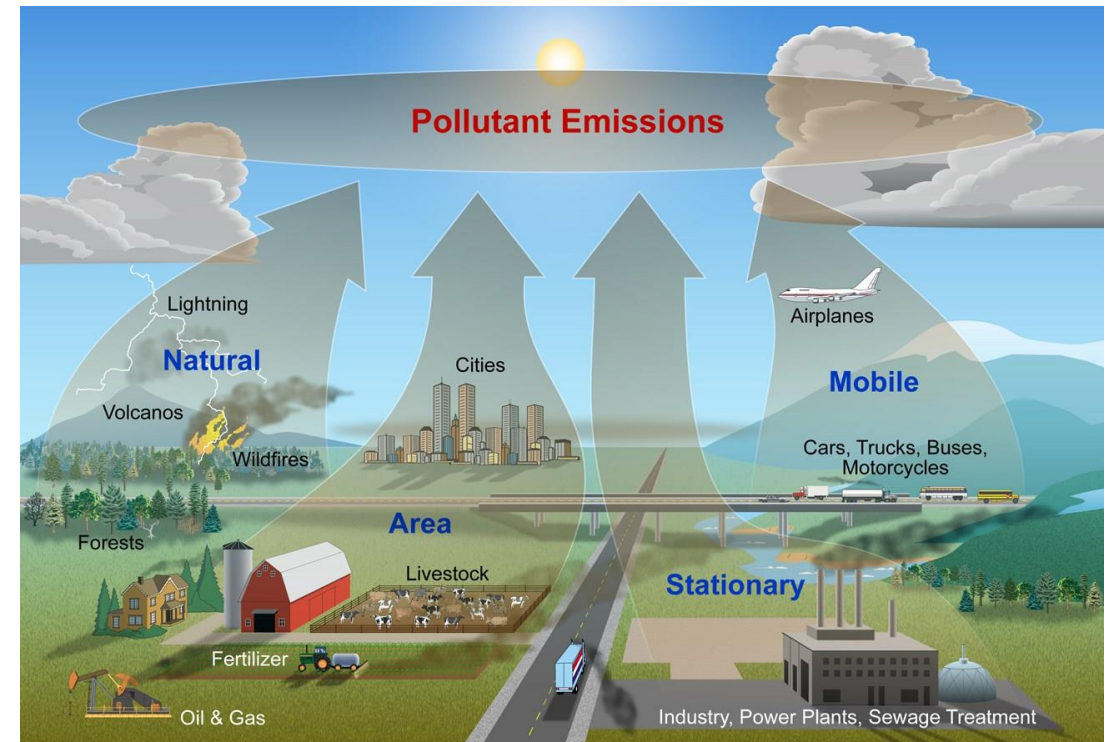 Pollutant Emissions
Lightning
Natural
Volcanos
Wildfires
Forests
Cities
Area
Livestock
Fertilizer
Oil & Gas
Airplanes
Mobile
Cars, Trucks, Buses,
Motorcycles
Stationary
Industry, Power Plants, Sewage Treatment